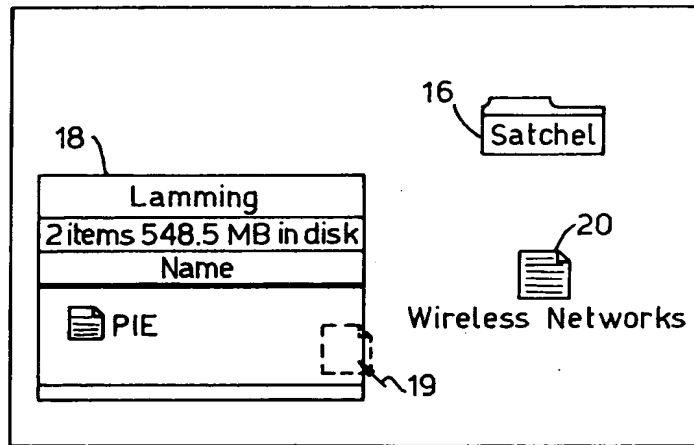 16
Satchel
18
Lamming
2 items 548.5 MB in disk
Name
20
PIE
Wireless Networks
19